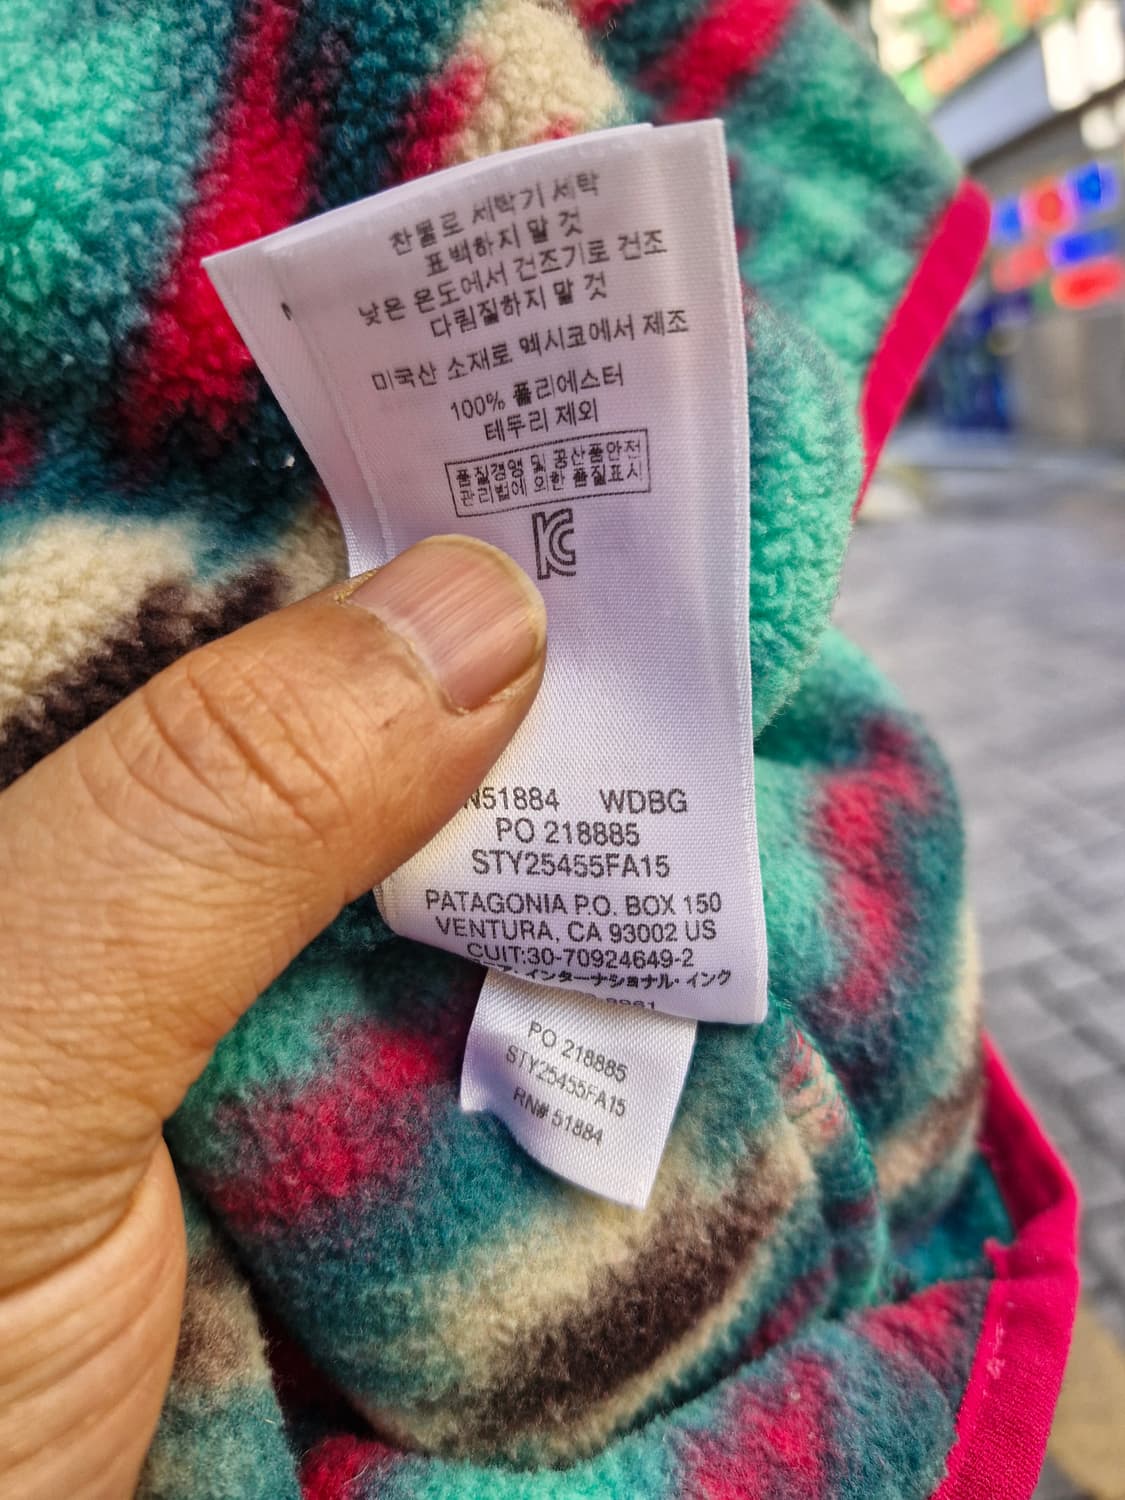 찬물로 세탁기 세탁
표백하지 말 것
낮은 온도에서 건조기로 건조
다림질하지 말 것
미국산 소재로 멕시코에서 제조
100% 폴리에스터
테두리 제외
품질경영 및 공산품안전
관리법에 의한 품질표시
N51884 WDBG
PO 218885
STY25455FA15
PATAGONIA P.O. BOX 150
VENTURA, CA 93002 US
CUIT:30-70924649-2
ア・インターナショナル・インク
PO 218885
STY25455FA15
RN# 51884